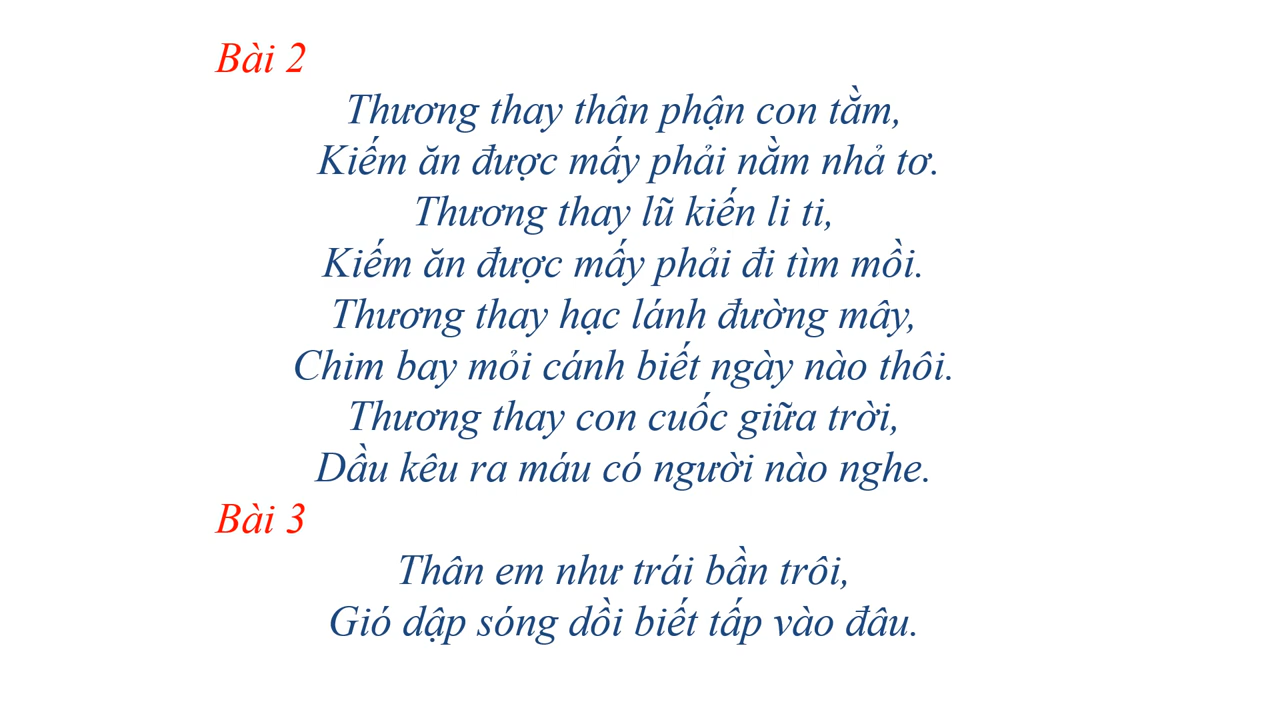 Bài 2
Thương thay thân phận con tằm,
Kiếm ăn được mấy phải nằm nhả tơ.
Thương thay lũ kiến li ti,
Kiếm ăn được mấy phải đi tìm mồi.
Thương thay hạc lánh đường mây,
Chim bay mỏi cánh biết ngày nào thôi.
Thương thay con cuốc giữa trời,
Dầu kêu ra máu có người nào nghe.
Bài 3
Thân em như trái bần trôi,
Gió dập sóng dồi biết tấp vào đâu.